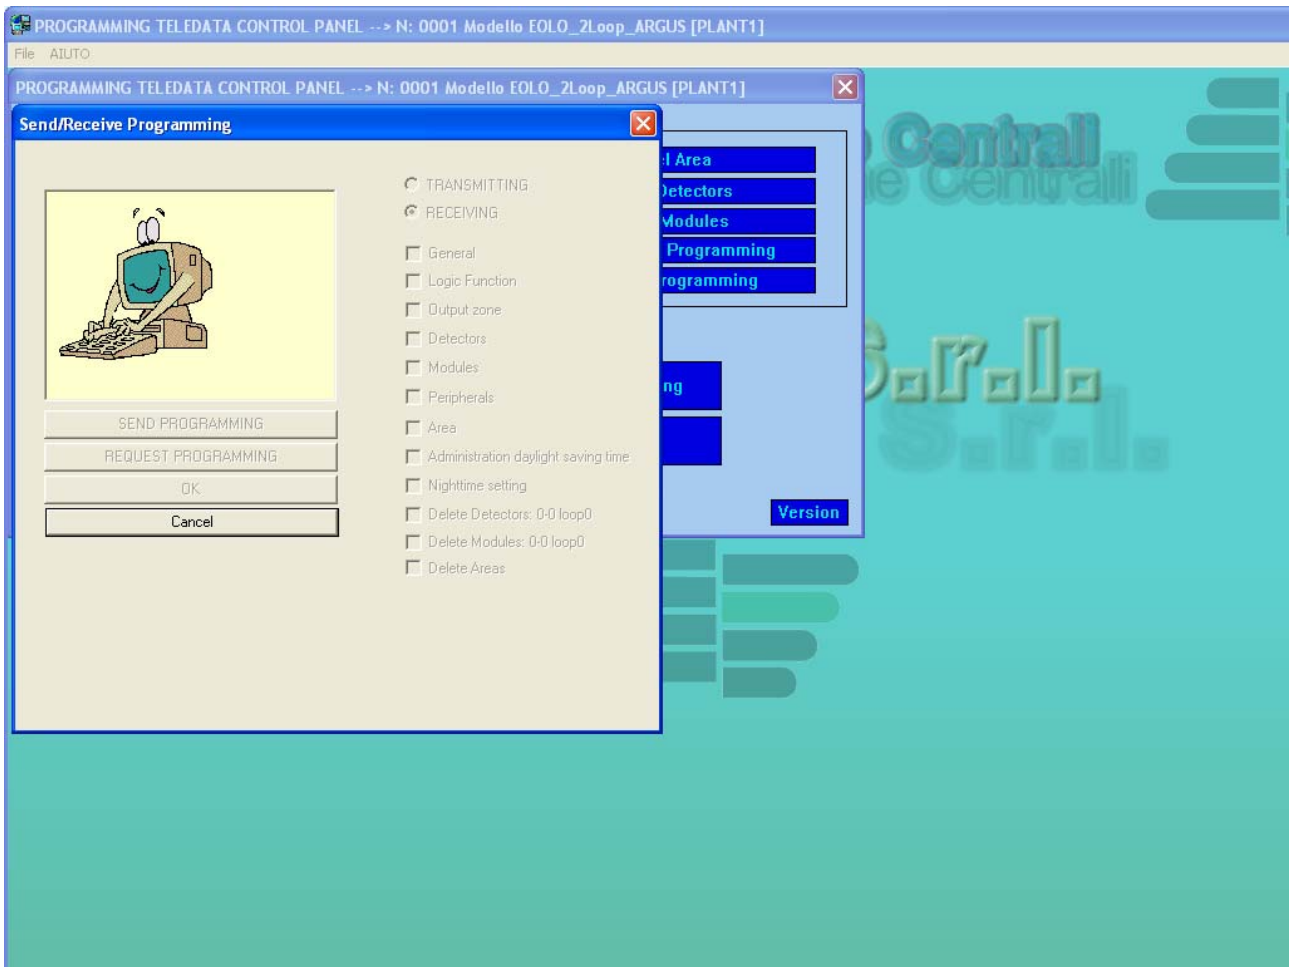 PROGRAMMING TELEDATA CONTROL PANEL --> N: 0001 Modello EOLO_2Loop_ARGUS [PLANT1]
File AIUTO
PROGRAMMING TELEDATA CONTROL PANEL --> N: 0001 Modello EOLO_2Loop_ARGUS [PLANT1]
Send/Receive Programming
TRANSMITTING
RECEIVING
General
Logic Function
Output zone
Detectors
Modules
Peripherals
Area
Administration daylight saving time
Nighttime setting
Delete Detectors: 0-0 loop0
Delete Modules: 0-0 loop0
Delete Areas
SEND PROGRAMMING
REQUEST PROGRAMMING
OK
Cancel
Area
Detectors
Modules
Programming
rogramming
ng
Version
Centrali
S.r.l.